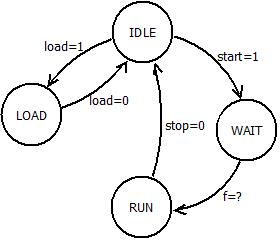 IDLE
load=1
start=1
LOAD
load=0
stop=0
WAIT
RUN
f=?